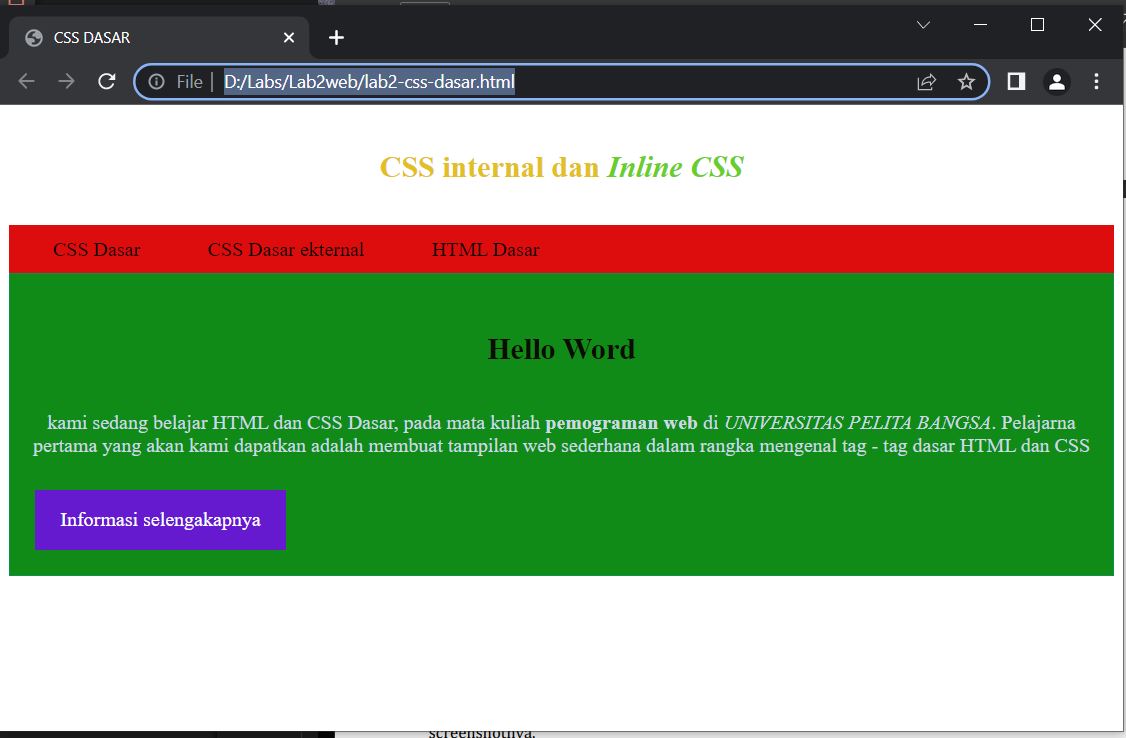 CSS DASAR
File | D:/Labs/Lab2web/lab2-css-dasar.html
CSS internal dan Inline CSS
CSS Dasar CSS Dasar ekternal HTML Dasar
Hello Word
kami sedang belajar HTML dan CSS Dasar, pada mata kuliah pemograman web di UNIVERSITAS PELITA BANGSA. Pelajarna
pertama yang akan kami dapatkan adalah membuat tampilan web sederhana dalam rangka mengenal tag - tag dasar HTML dan CSS
Informasi selengakapnya
screenshotnya.